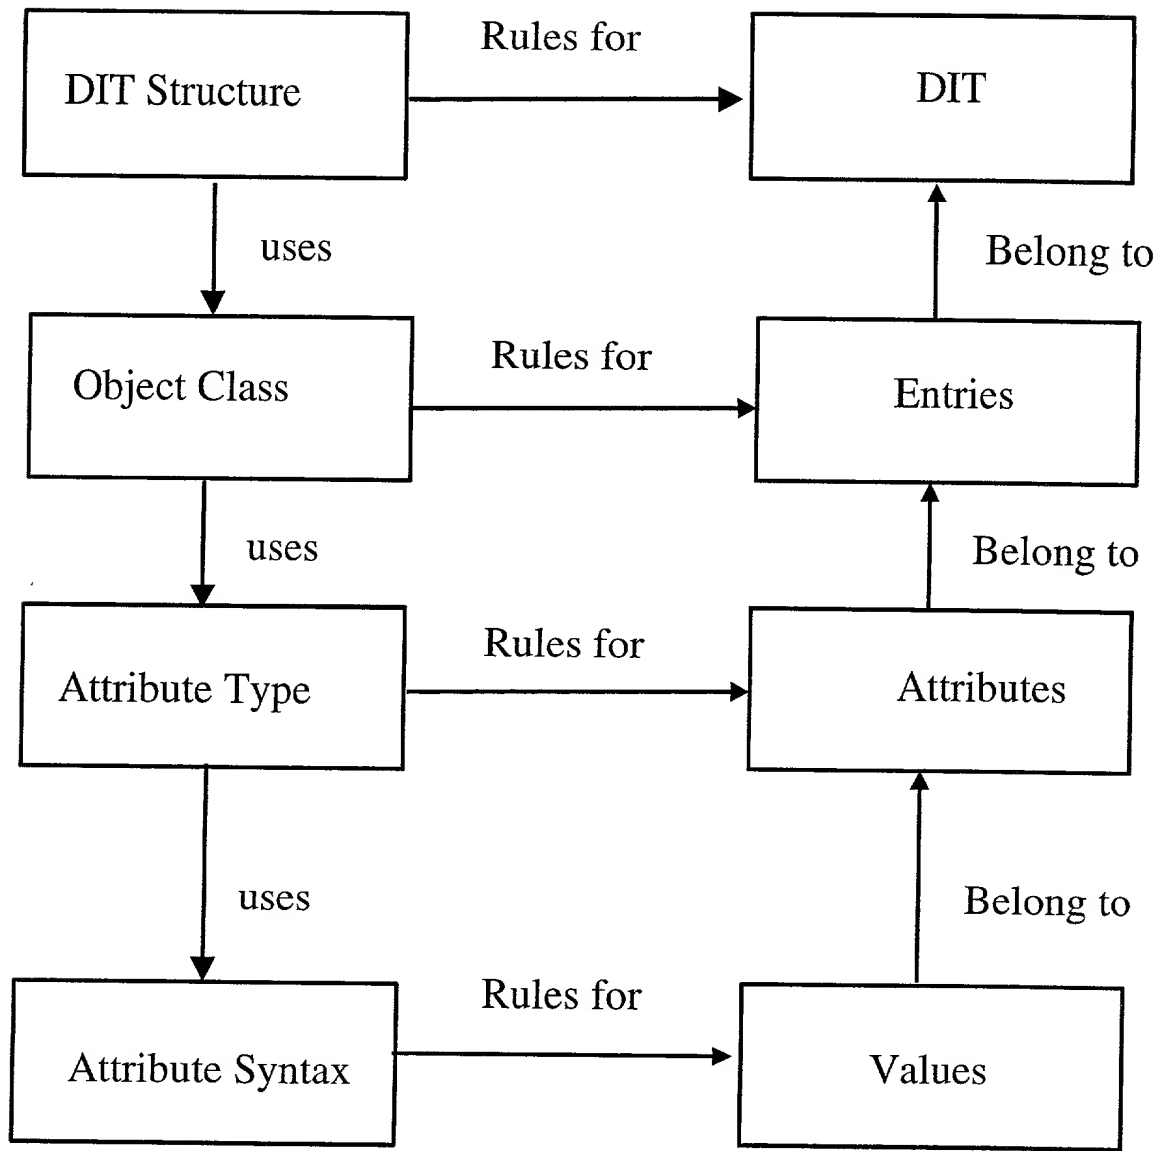 Rules for
DIT Structure
DIT
uses
Belong to
Rules for
Object Class
Entries
uses
Belong to
Rules for
Attribute Type
Attributes
uses
Belong to
Rules for
Attribute Syntax
Values